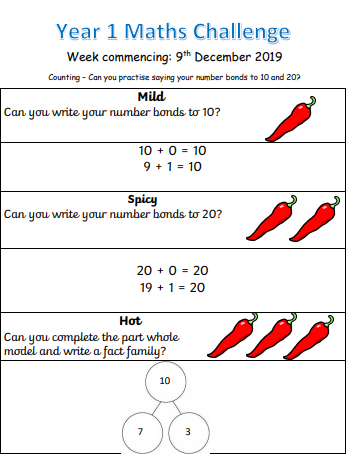 Year 1 Maths Challenge
Week commencing: 9th December 2019
Counting – Can you practise saying your number bonds to 10 and 20?
Mild
Can you write your number bonds to 10?
10 + 0 = 10
9 + 1 = 10
Spicy
Can you write your number bonds to 20?
20 + 0 = 20
19 + 1 = 20
Hot
Can you complete the part whole
model and write a fact family?
10
7 3